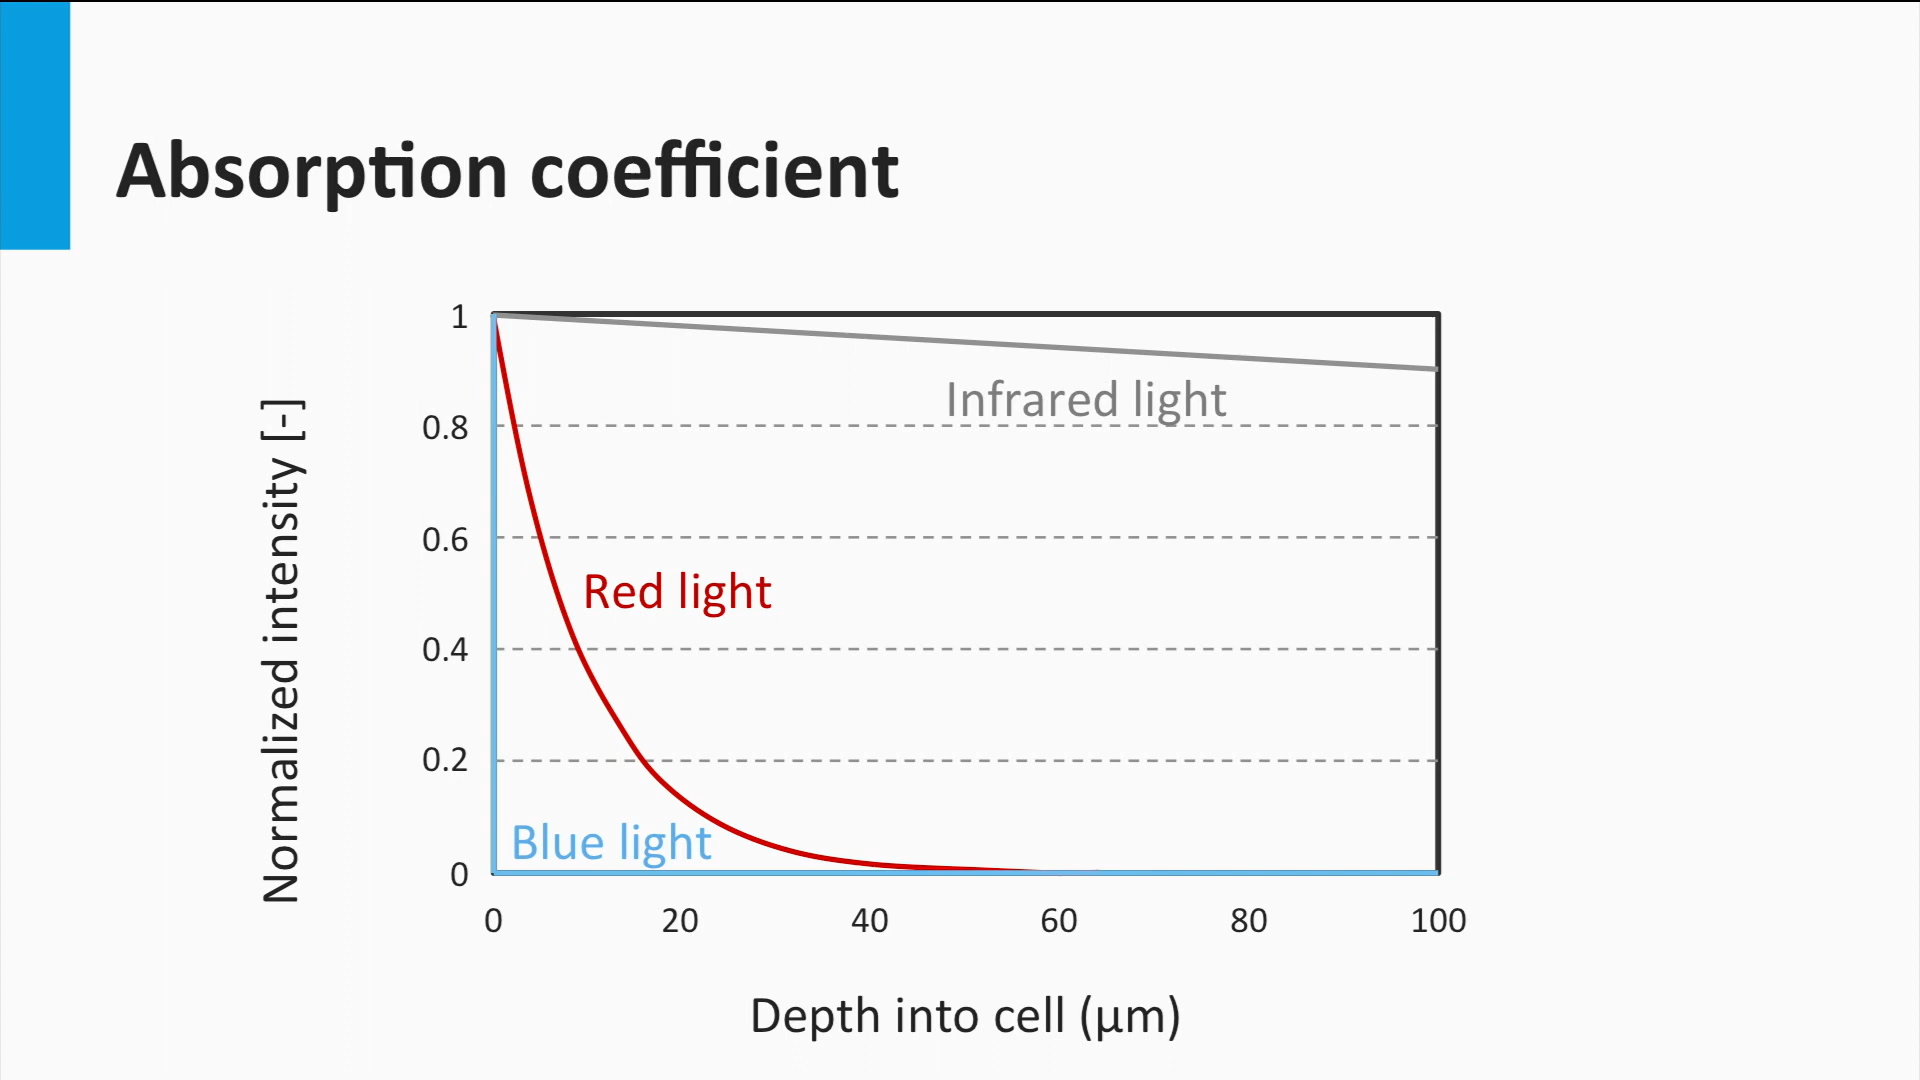 Absorption coefficient
Normalized intensity [-]
1
0.8
0.6
0.4
0.2
0
Infrared light
Red light
Blue light
0 20 40 60 80 100
Depth into cell (μm)